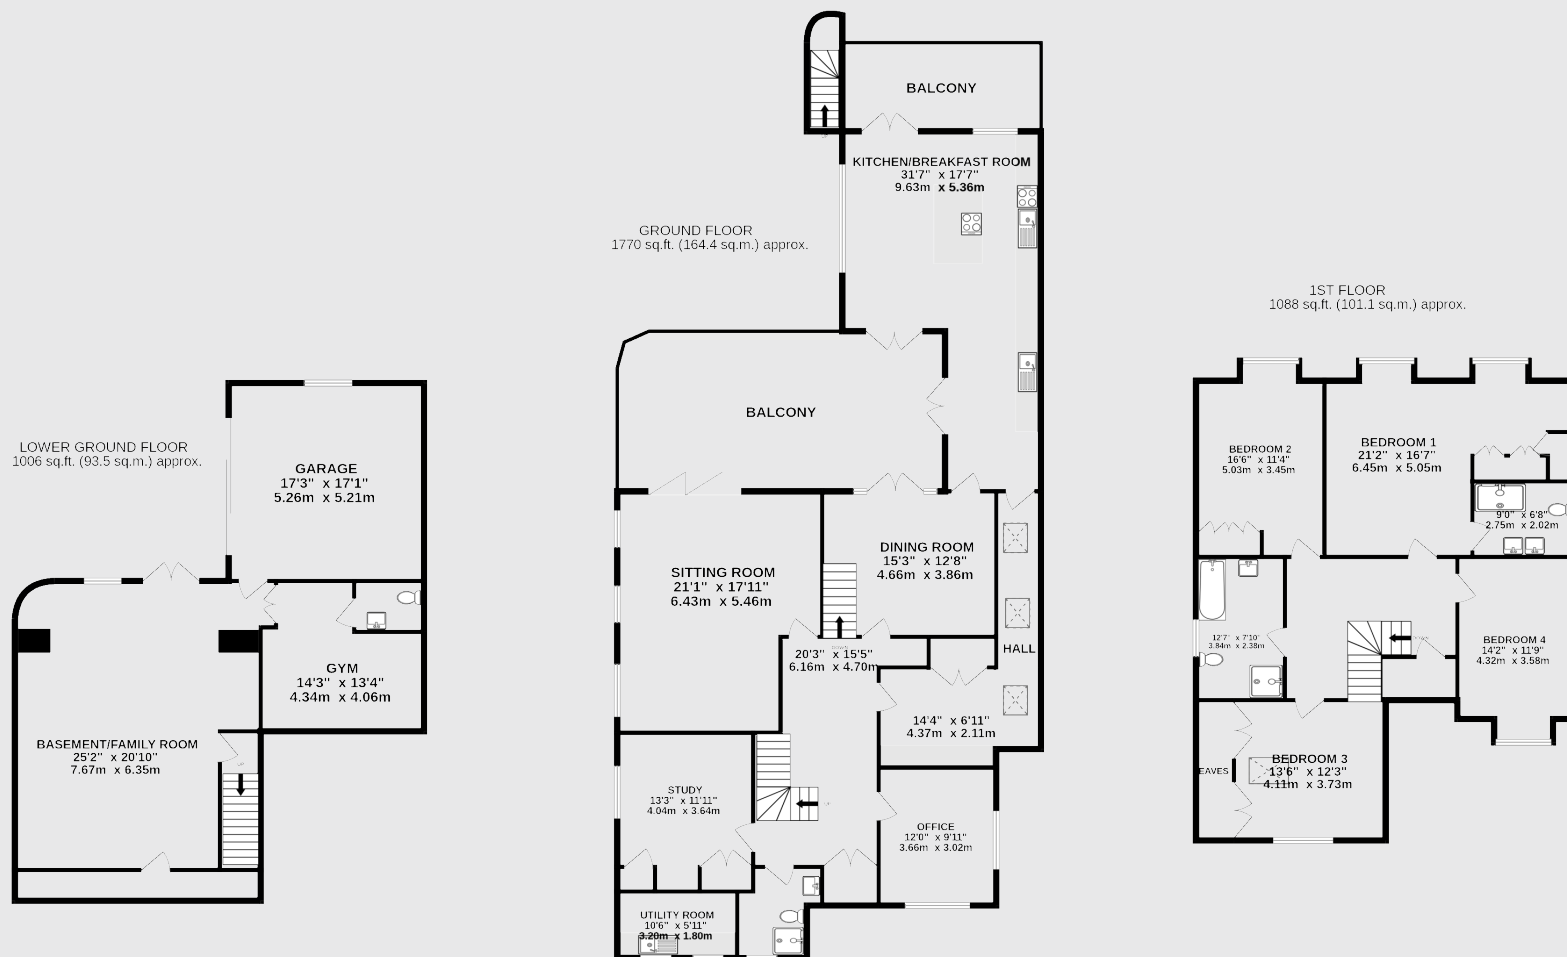 LOWER GROUND FLOOR
1006 sq.ft. (93.5 sq.m.) approx.
GARAGE
17'3" x 17'1"
5.26m x 5.21m
GYM
14'3" x 13'4"
4.34m x 4.06m
BASEMENT/FAMILY ROOM
25'2" x 20'10"
7.67m x 6.35m
UP
GROUND FLOOR
1770 sq.ft. (164.4 sq.m.) approx.
BALCONY
KITCHEN/BREAKFAST ROOM
31'7" x 17'7"
9.63m x 5.36m
BALCONY
SITTING ROOM
21'1" x 17'11"
6.43m x 5.46m
DINING ROOM
15'3" x 12'8"
4.66m x 3.86m
HALL
20'3" x 15'5"
6.16m x 4.70m
14'4" x 6'11"
4.37m x 2.11m
STUDY
13'3" x 11'11"
4.04m x 3.64m
OFFICE
12'0" x 9'11"
3.66m x 3.02m
UTILITY ROOM
10'6" x 5'11"
3.20m x 1.80m
1ST FLOOR
1088 sq.ft. (101.1 sq.m.) approx.
BEDROOM 2
16'6" x 11'4"
5.03m x 3.45m
BEDROOM 1
21'2" x 16'7"
6.45m x 5.05m
9'0" x 6'8"
2.75m x 2.02m
12'7" x 7'10"
3.84m x 2.38m
BEDROOM 4
14'2" x 11'9"
4.32m x 3.58m
BEDROOM 3
13'6" x 12'3"
4.11m x 3.73m
EAVES